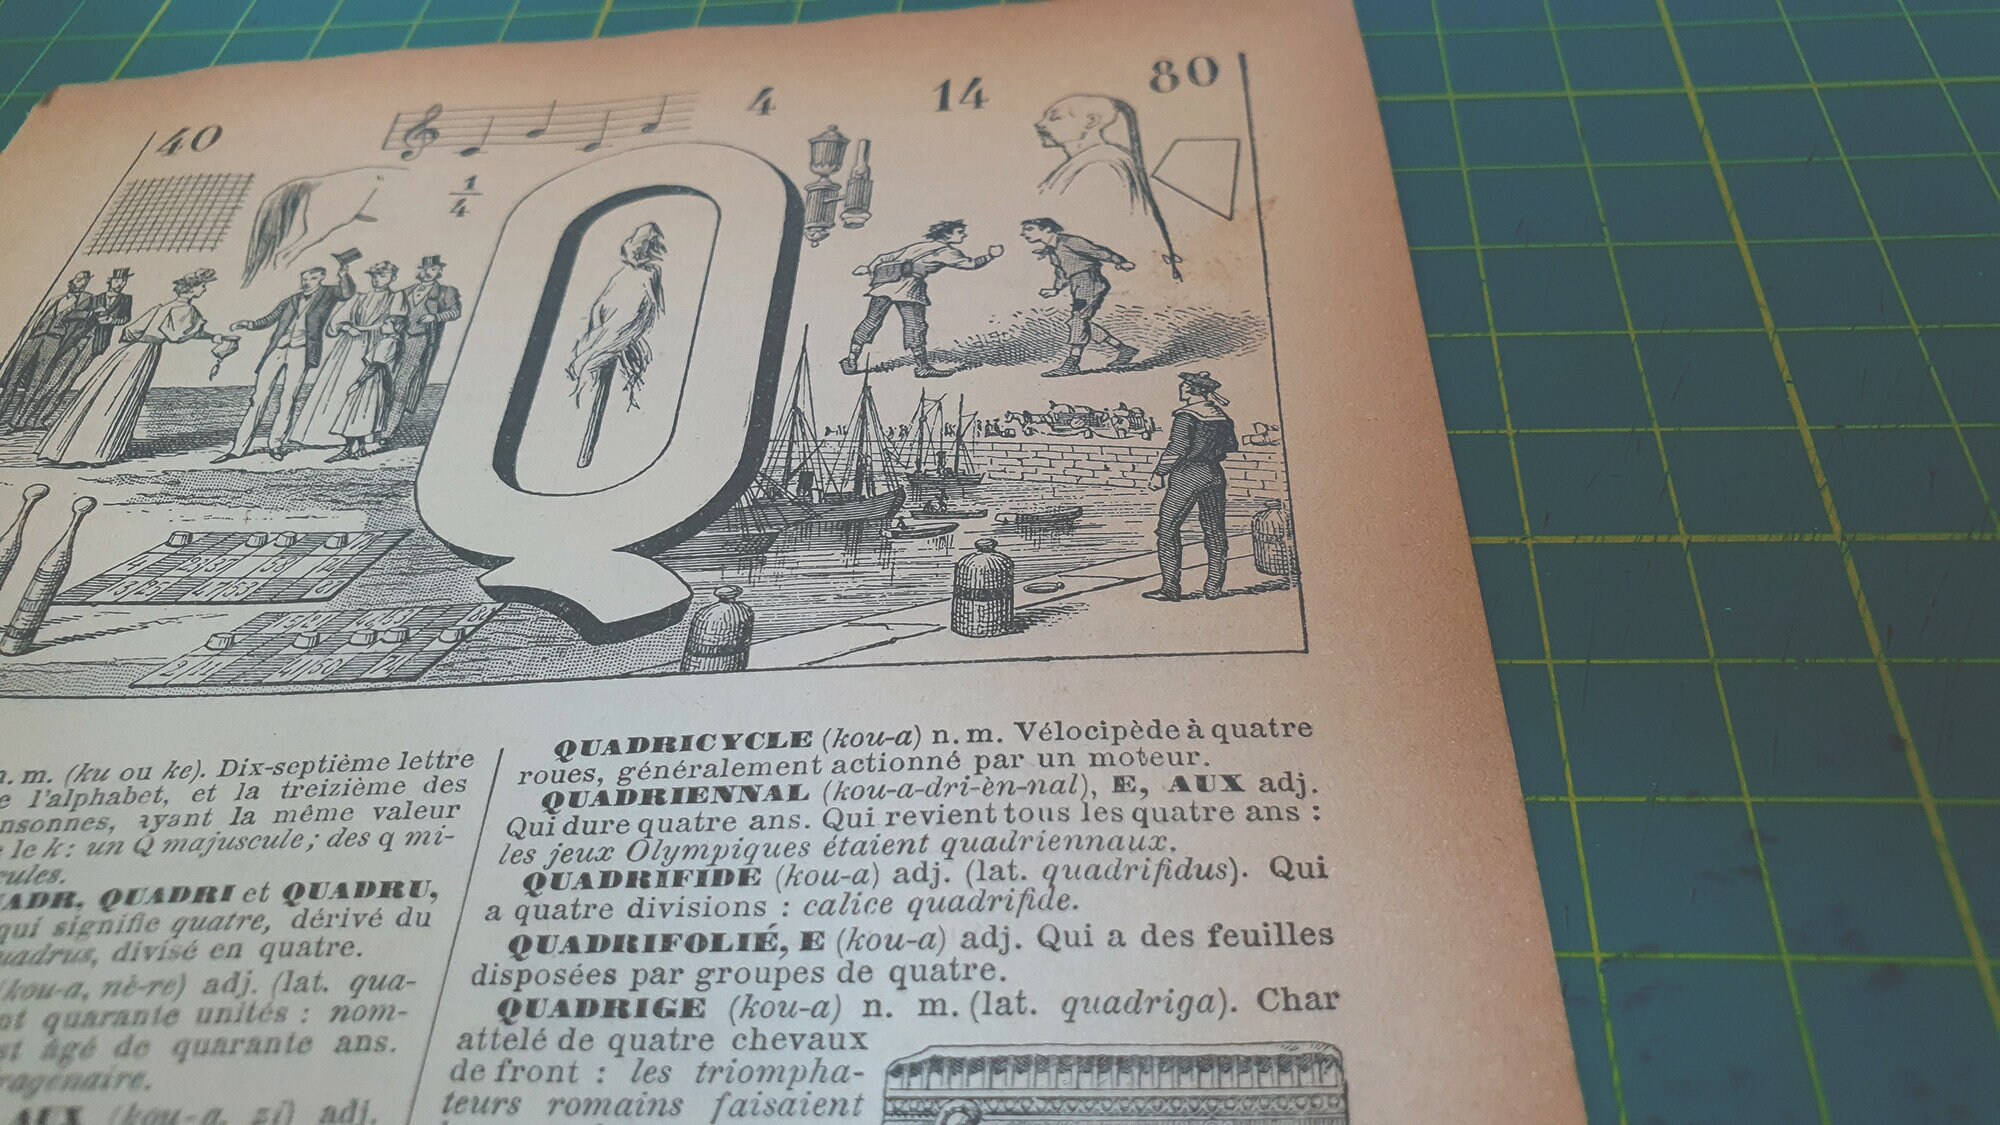 40
4
14
80
1
4
Q
n. m. (ku ou ke). Dix-septième lettre
l'alphabet, et la treizième des
ayant la même valeur
le k : un Q majuscule ; des q mi-
QUADRI et QUADRU,
qui signifie quatre, dérivé du
divisé en quatre.
(kou-a, nè-re) adj. (lat. qua-
quarante unités : nom-
âgé de quarante ans.
AUX (kou-a, zi) adj.
QUADRICYCLE (kou-a) n. m. Vélocipède à quatre
roues, généralement actionné par un moteur.
QUADRIENNAL (kou-a-dri-èn-nal), E, AUX adj.
Qui dure quatre ans. Qui revient tous les quatre ans :
les jeux Olympiques étaient quadriennaux.
QUADRIFIDE (kou-a) adj. (lat. quadrifidus). Qui
a quatre divisions : calice quadrifide.
QUADRIFOLIÉ, E (kou-a) adj. Qui a des feuilles
disposées par groupes de quatre.
QUADRIGE (kou-a) n. m. (lat. quadriga). Char
attelé de quatre chevaux
de front : les triompha-
teurs romains faisaient